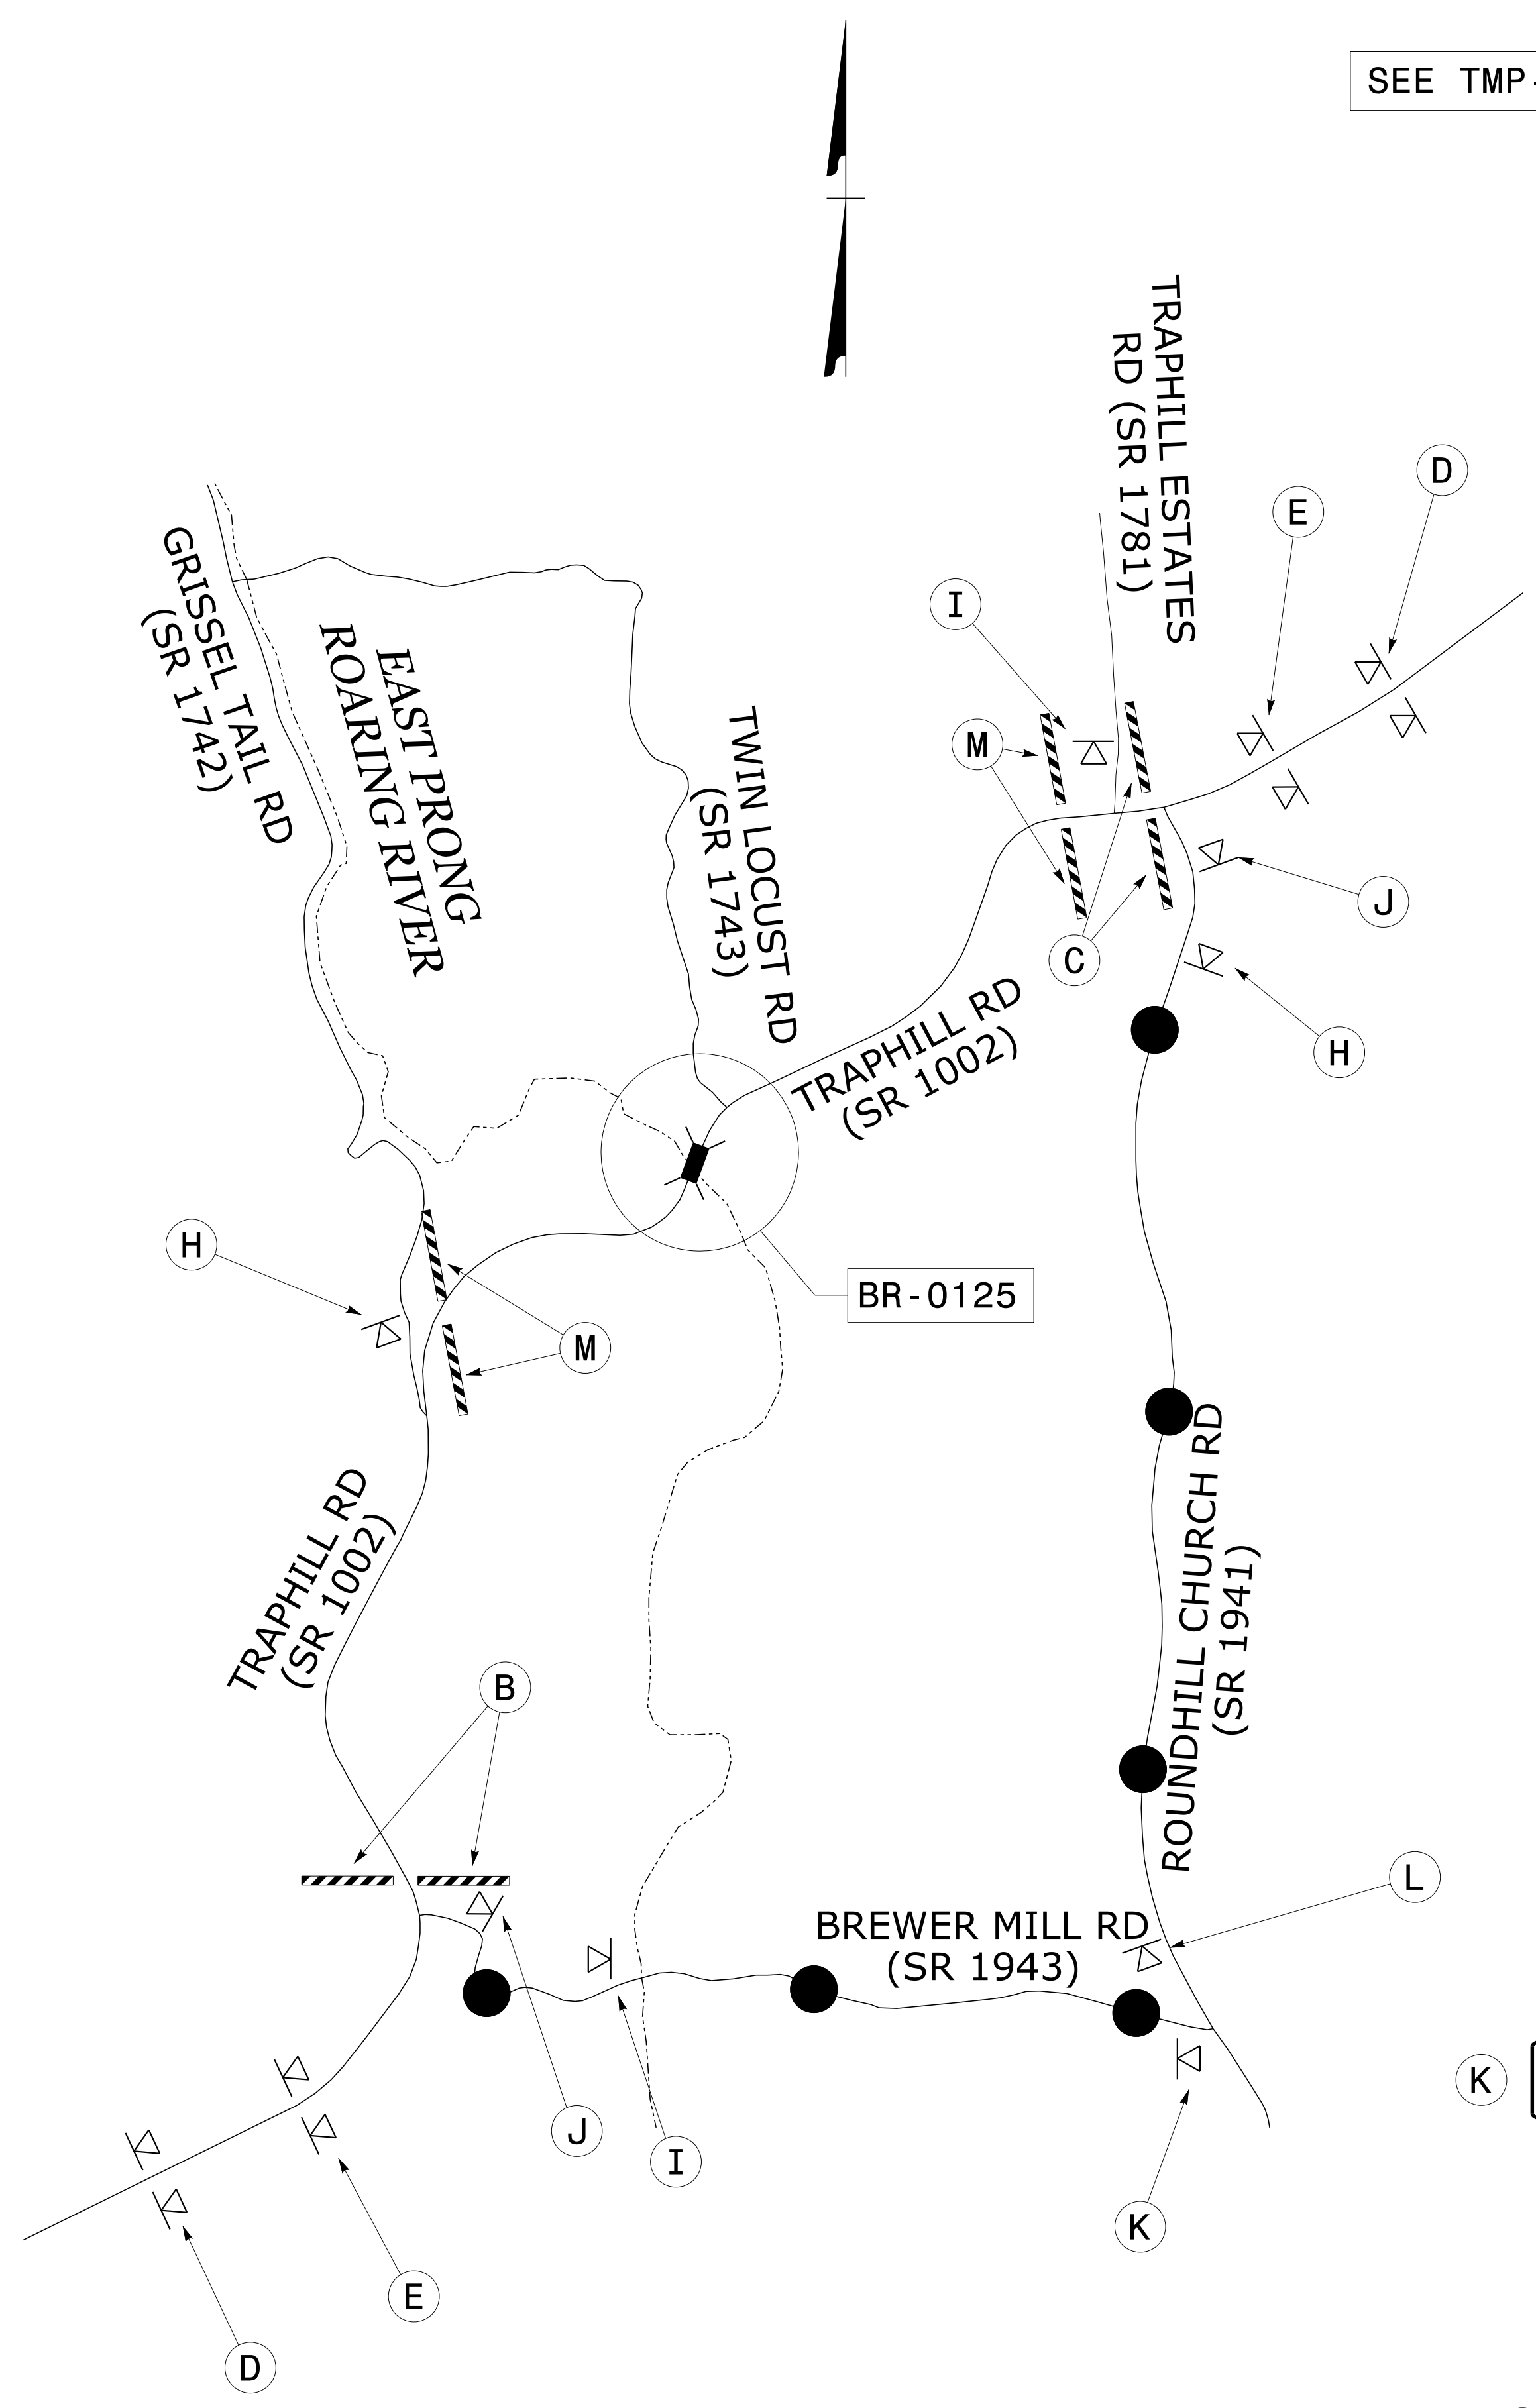 SEE TMP-
TRAPHILL ESTATES
RD (SR 1781)
D
E
I
GRISSEL TAIL RD
(SR 1742)
EAST PRONG
ROARING RIVER
TWIN LOCUST RD
(SR 1743)
M
J
C
TRAPHILL RD
(SR 1002)
H
H
BR-0125
M
TRAPHILL RD
(SR 1002)
ROUNDHILL CHURCH RD
(SR 1941)
B
L
BREWER MILL RD
(SR 1943)
K
J
I
K
E
D